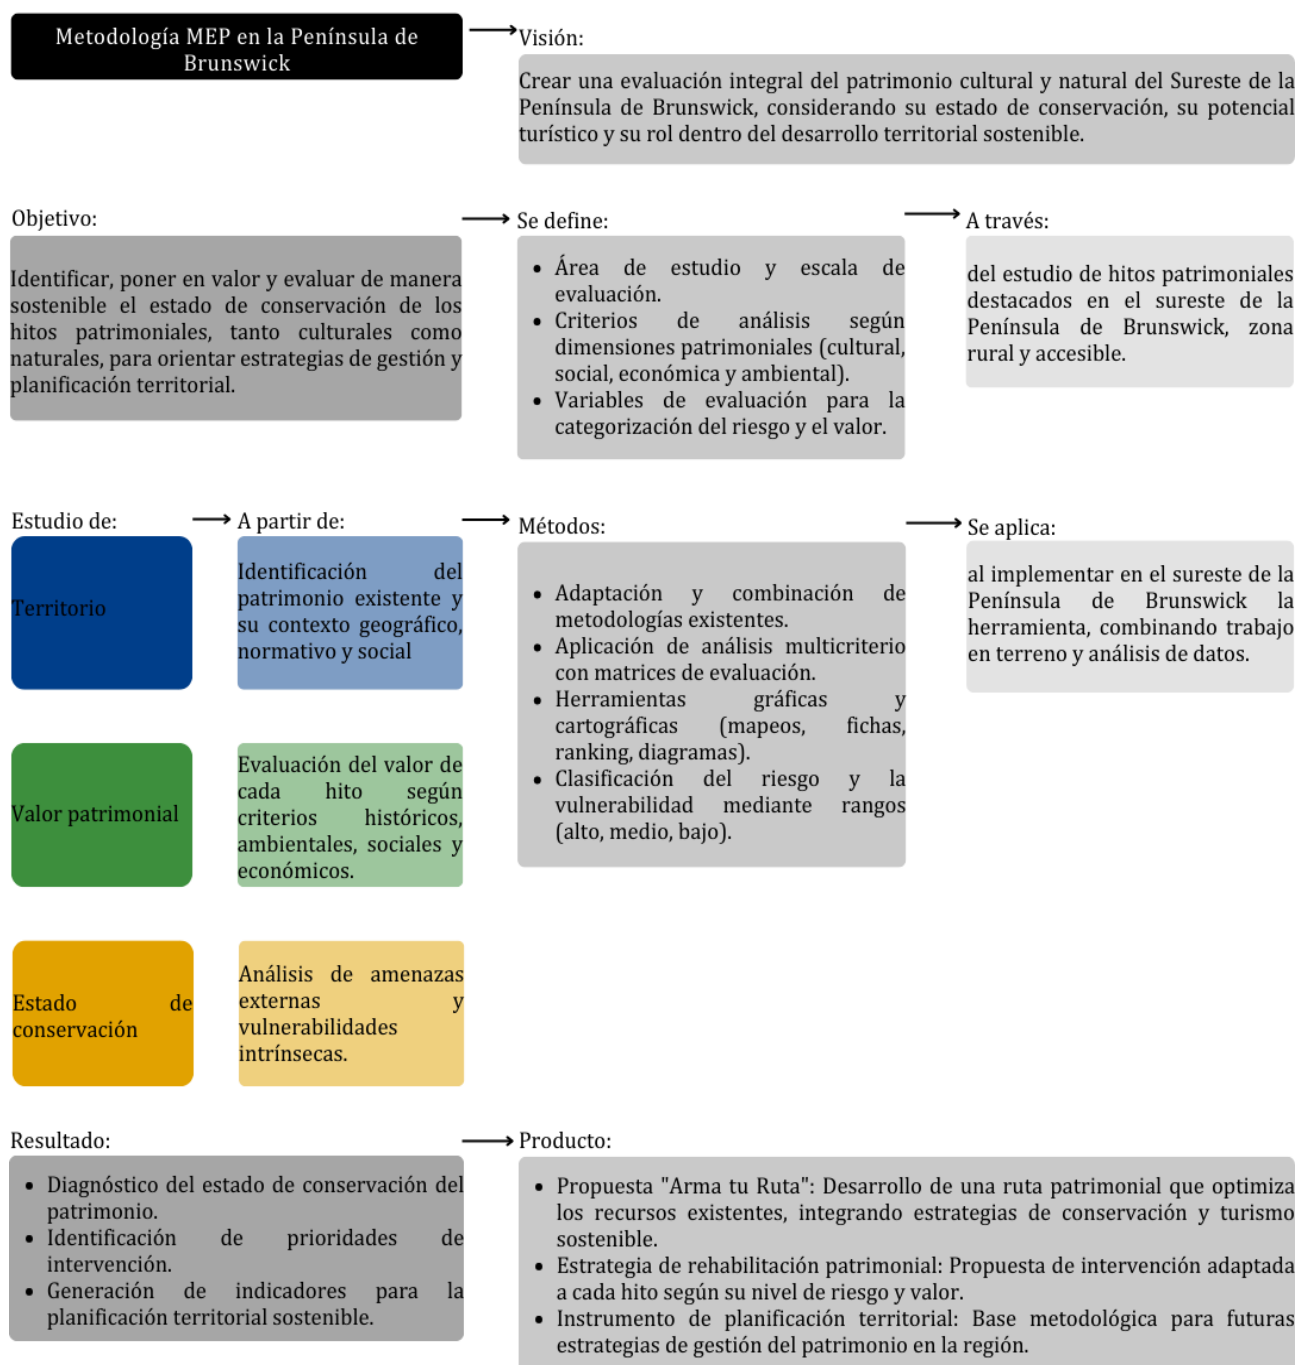 Metodología MEP en la Península de
Brunswick
Visión:
Crear una evaluación integral del patrimonio cultural y natural del Sureste de la
Península de Brunswick, considerando su estado de conservación, su potencial
turístico y su rol dentro del desarrollo territorial sostenible.
Objetivo:
Identificar, poner en valor y evaluar de manera
sostenible el estado de conservación de los
hitos patrimoniales, tanto culturales como
naturales, para orientar estrategias de gestión y
planificación territorial.
Se define:
• Área de estudio y escala de
evaluación.
• Criterios de análisis según
dimensiones patrimoniales (cultural,
social, económica y ambiental).
• Variables de evaluación para la
categorización del riesgo y el valor.
A través:
del estudio de hitos patrimoniales
destacados en el sureste de la
Península de Brunswick, zona
rural y accesible.
Estudio de:
Territorio
Valor patrimonial
Estado de
conservación
A partir de:
Identificación del
patrimonio existente y
su contexto geográfico,
normativo y social
Evaluación del valor de
cada hito según
criterios históricos,
ambientales, sociales y
económicos.
Análisis de amenazas
externas y
vulnerabilidades
intrínsecas.
Métodos:
• Adaptación y combinación de
metodologías existentes.
• Aplicación de análisis multicriterio
con matrices de evaluación.
• Herramientas gráficas y
cartográficas (mapeos, fichas,
ranking, diagramas).
• Clasificación del riesgo y la
vulnerabilidad mediante rangos
(alto, medio, bajo).
Se aplica:
al implementar en el sureste de la
Península de Brunswick la
herramienta, combinando trabajo
en terreno y análisis de datos.
Resultado:
• Diagnóstico del estado de conservación del
patrimonio.
• Identificación de prioridades de
intervención.
• Generación de indicadores para la
planificación territorial sostenible.
Producto:
• Propuesta "Arma tu Ruta": Desarrollo de una ruta patrimonial que optimiza
los recursos existentes, integrando estrategias de conservación y turismo
sostenible.
• Estrategia de rehabilitación patrimonial: Propuesta de intervención adaptada
a cada hito según su nivel de riesgo y valor.
• Instrumento de planificación territorial: Base metodológica para futuras
estrategias de gestión del patrimonio en la región.